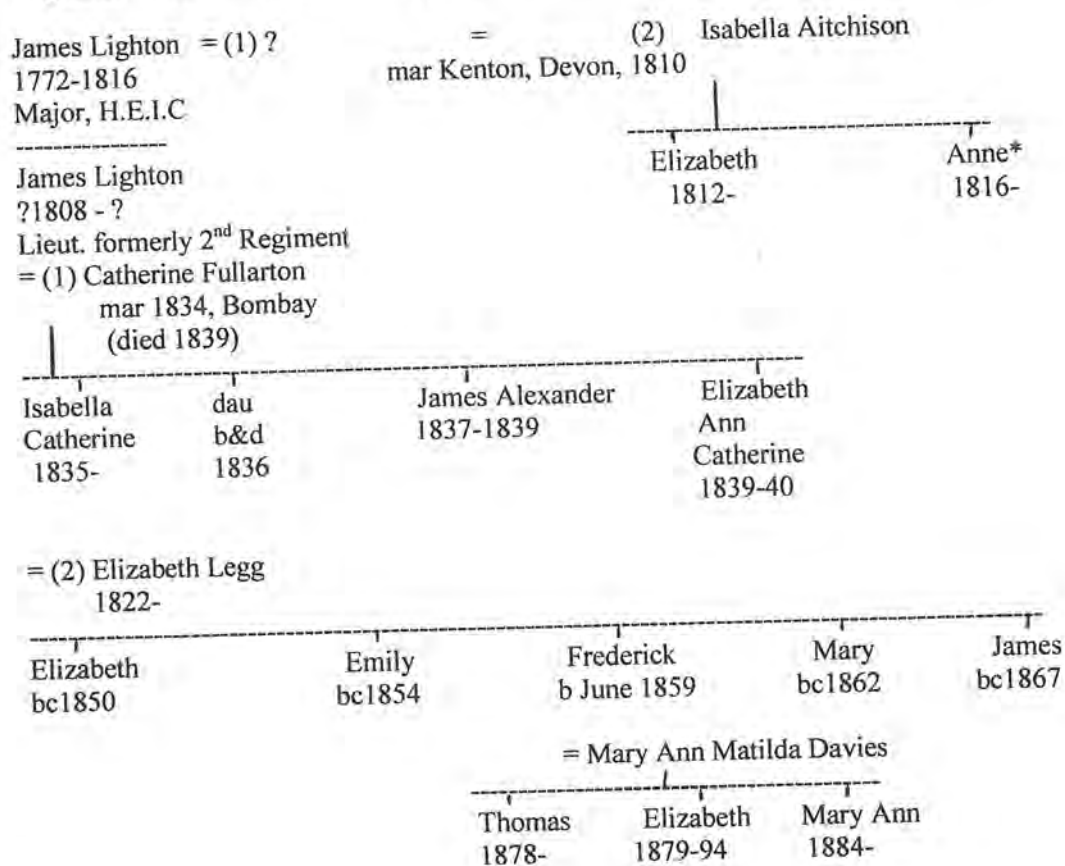 James Lighton = (1) ? = (2) Isabella Aitchison
1772-1816 mar Kenton, Devon, 1810
Major, H.E.I.C
Elizabeth Anne*
1812- 1816-
James Lighton
?1808 - ?
Lieut. formerly 2nd Regiment
= (1) Catherine Fullarton
mar 1834, Bombay
(died 1839)
Isabella dau James Alexander Elizabeth
Catherine b&d 1837-1839 Ann
1835- 1836 Catherine
1839-40
= (2) Elizabeth Legg
1822-
Elizabeth Emily Frederick Mary James
bc1850 bc1854 b June 1859 bc1862 bc1867
= Mary Ann Matilda Davies
Thomas Elizabeth Mary Ann
1878- 1879-94 1884-